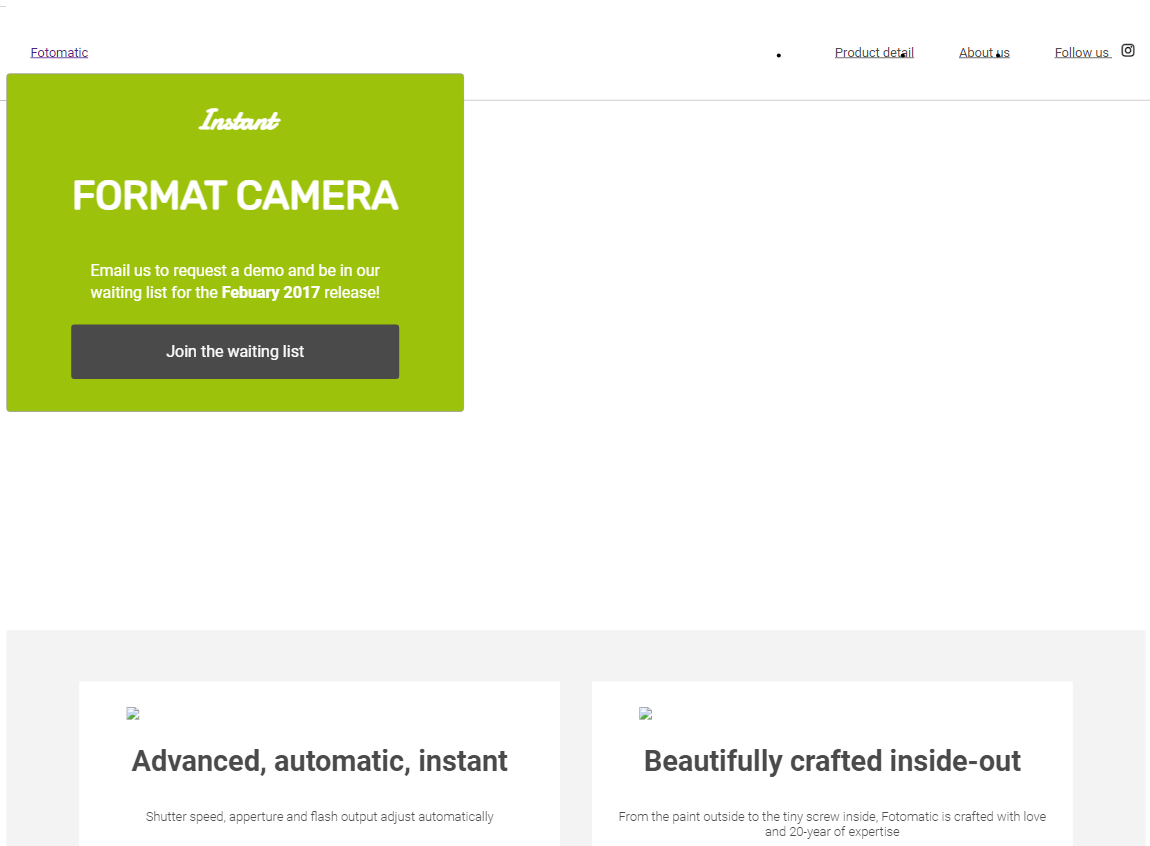 Fotomatic
Product detail
About us
Follow us
Instant
FORMAT CAMERA
Email us to request a demo and be in our
waiting list for the Febuary 2017 release!
Join the waiting list
Advanced, automatic, instant
Shutter speed, apperture and flash output adjust automatically
Beautifully crafted inside-out
From the paint outside to the tiny screw inside, Fotomatic is crafted with love
and 20-year of expertise